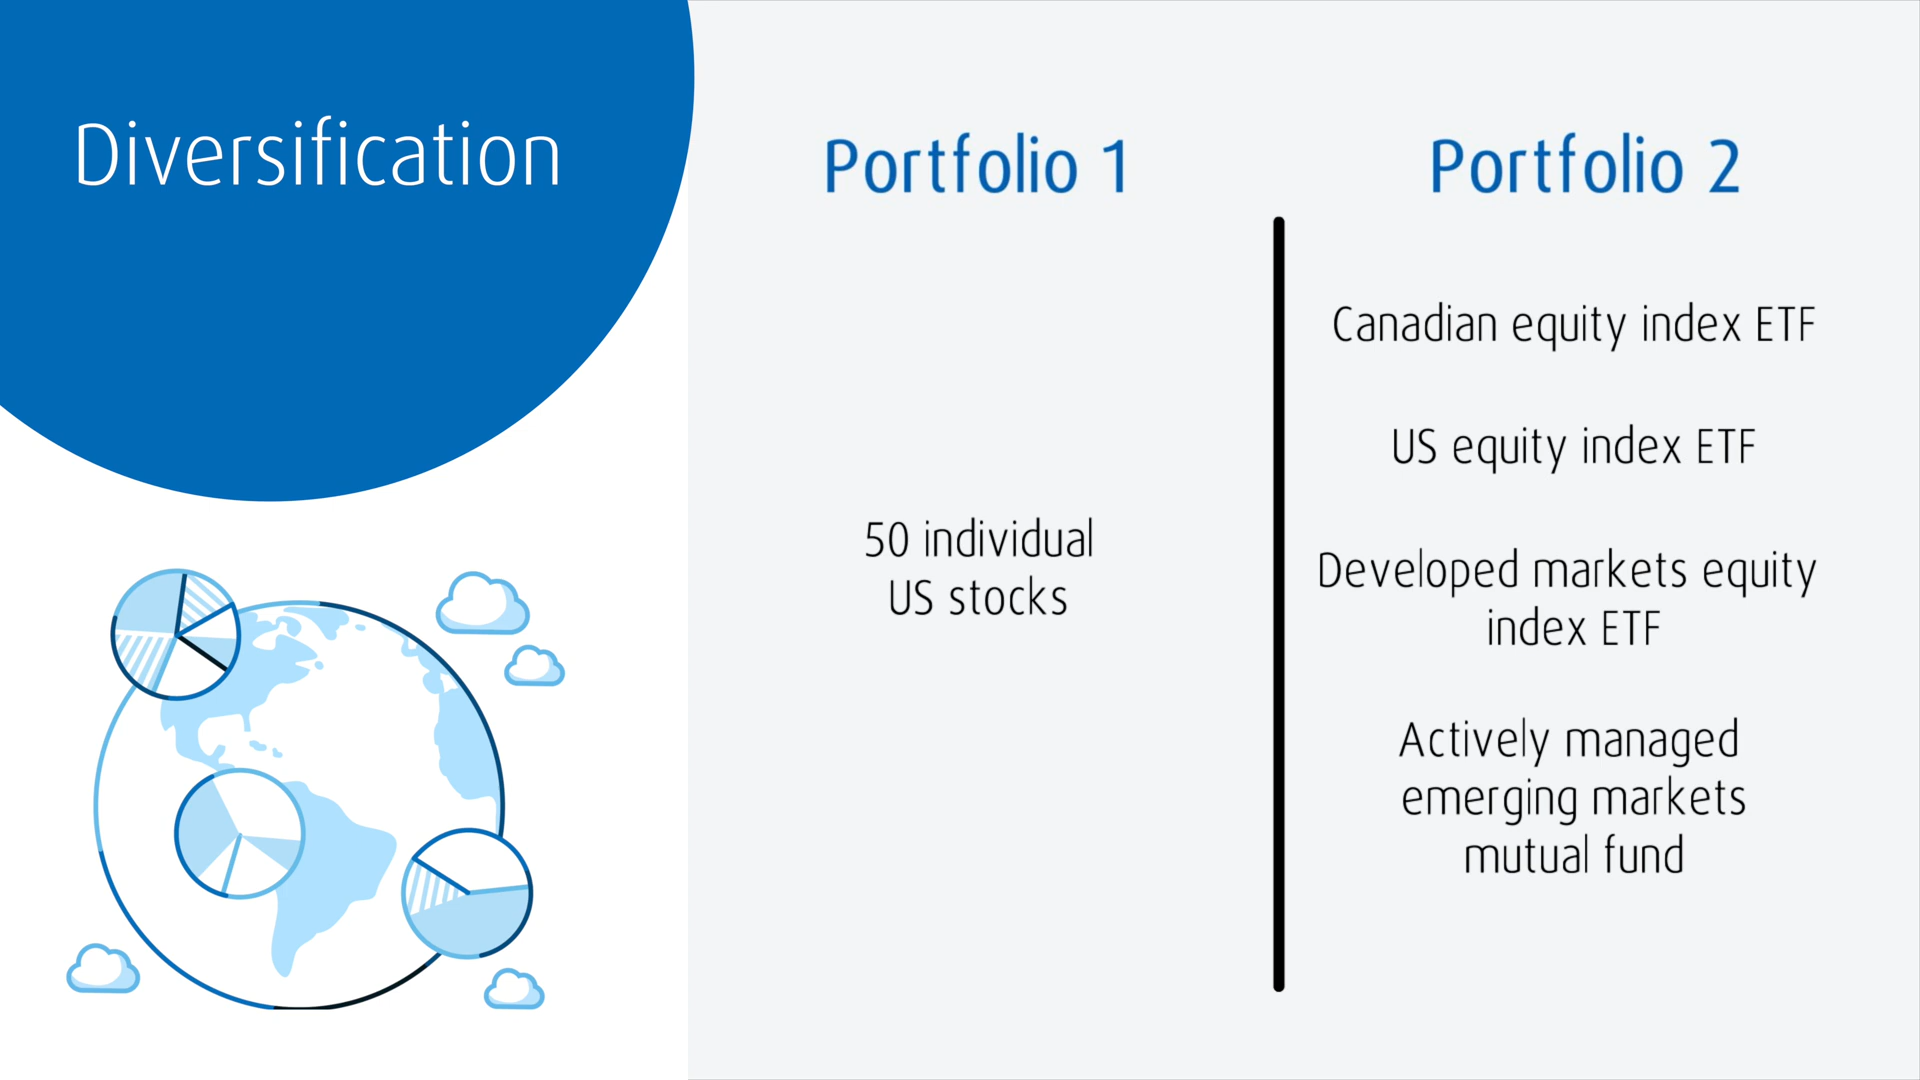 Diversification
Portfolio 1
50 individual
US stocks
Portfolio 2
Canadian equity index ETF
US equity index ETF
Developed markets equity
index ETF
Actively managed
emerging markets
mutual fund